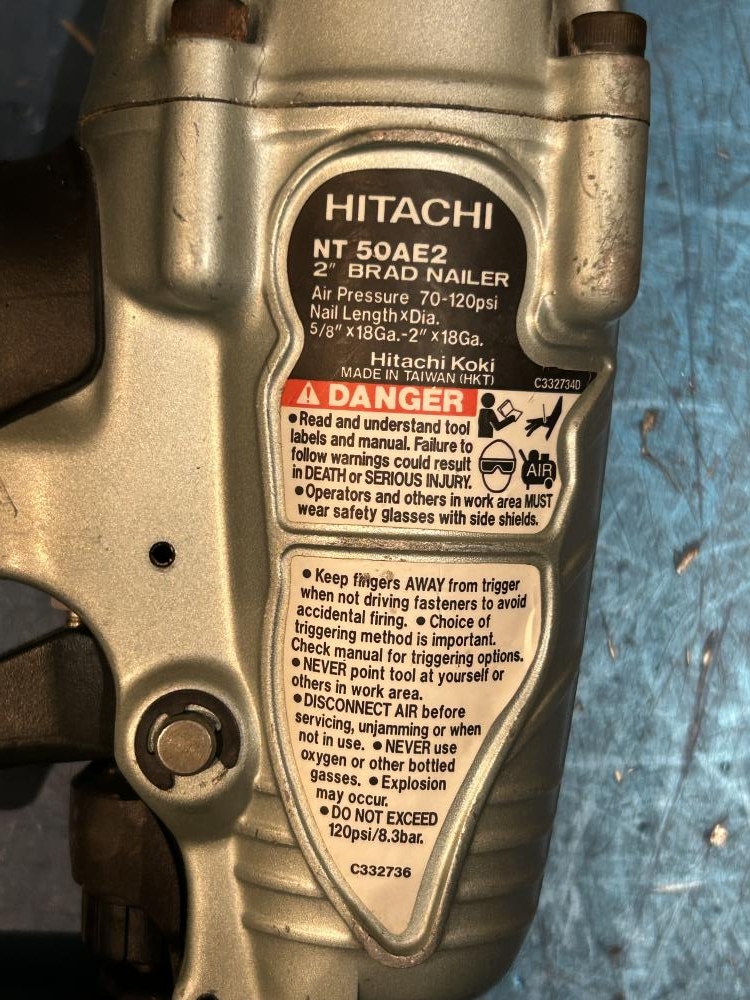 HITACHI
NT 50AE2
2" BRAD NAILER
Air Pressure 70-120psi
Nail Length×Dia.
5/8" ×18Ga.-2" ×18Ga.
Hitachi Koki
MADE IN TAIWAN (HKT)
C332734D
DANGER
●Read and understand tool
labels and manual. Failure to
follow warnings could result
in DEATH or SERIOUS INJURY.
AIR
●Operators and others in work area MUST
wear safety glasses with side shields.
●Keep fingers AWAY from trigger
when not driving fasteners to avoid
accidental firing. ●Choice of
triggering method is important.
Check manual for triggering options.
●NEVER point tool at yourself or
others in work area.
●DISCONNECT AIR before
servicing, unjamming or when
not in use. ●NEVER use
oxygen or other bottled
gasses. ●Explosion
may occur.
●DO NOT EXCEED
120psi/8.3bar.
C332736